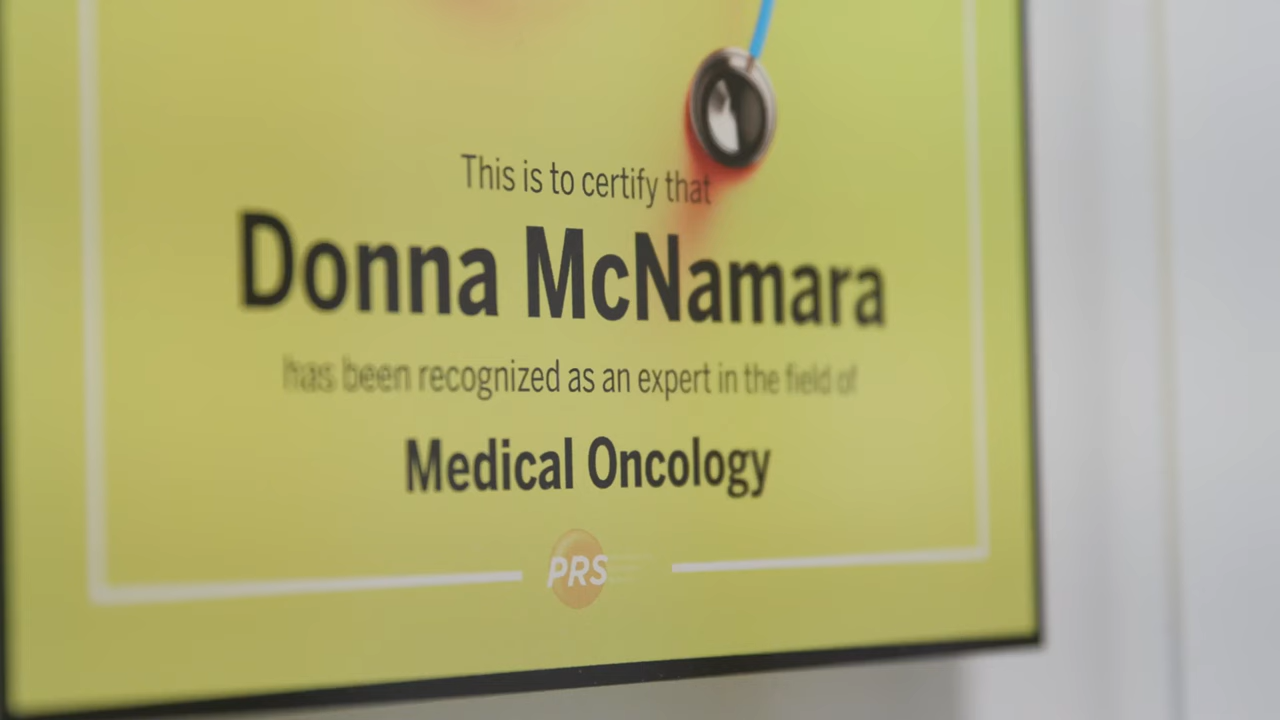 This is to certify that
Donna McNamara
has been recognized as an expert in the field of
Medical Oncology
PRS